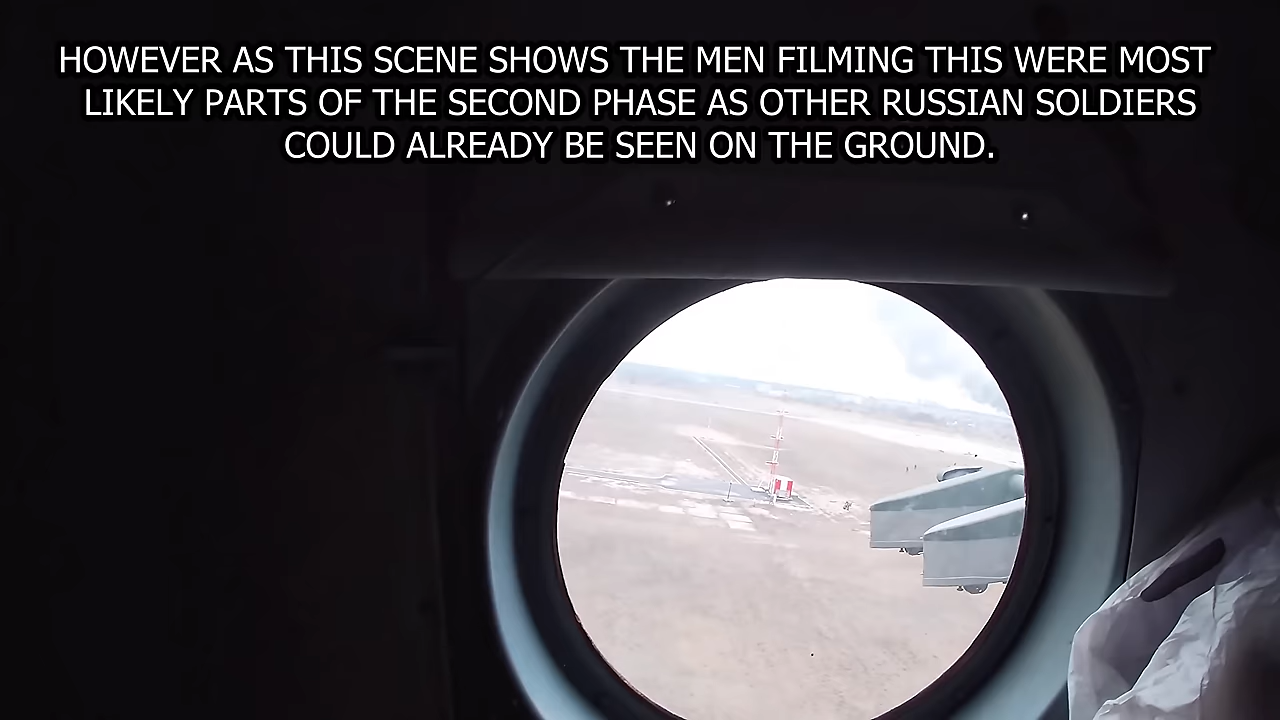 HOWEVER AS THIS SCENE SHOWS THE MEN FILMING THIS WERE MOST
LIKELY PARTS OF THE SECOND PHASE AS OTHER RUSSIAN SOLDIERS
COULD ALREADY BE SEEN ON THE GROUND.